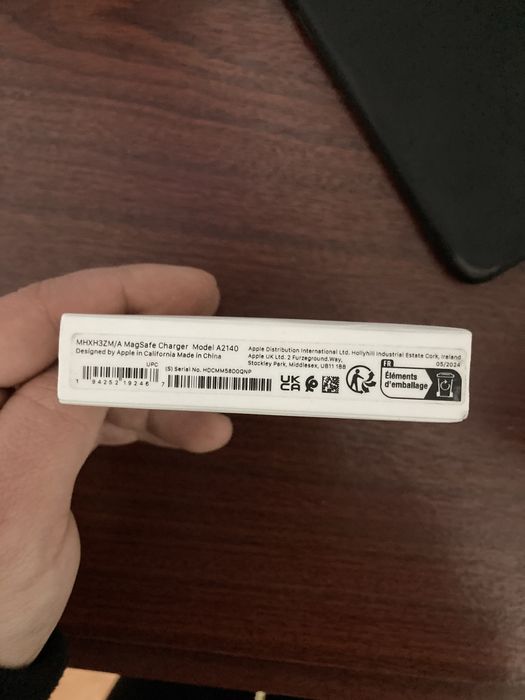 MHXH3ZM/A MagSafe Charger Model A2140
Designed by Apple in California Made in China
UPC
1 94252 19246 7
(S) Serial No. HDCMM58D0QNP
Apple Distribution International Ltd. Hollyhill Industrial Estate Cork, Ireland
Apple UK Ltd. 2 Furzeground.Way,
Stockley Park, Middlesex, UB11 1BB
05/2024
UK
CA
FR
Éléments
d'emballage